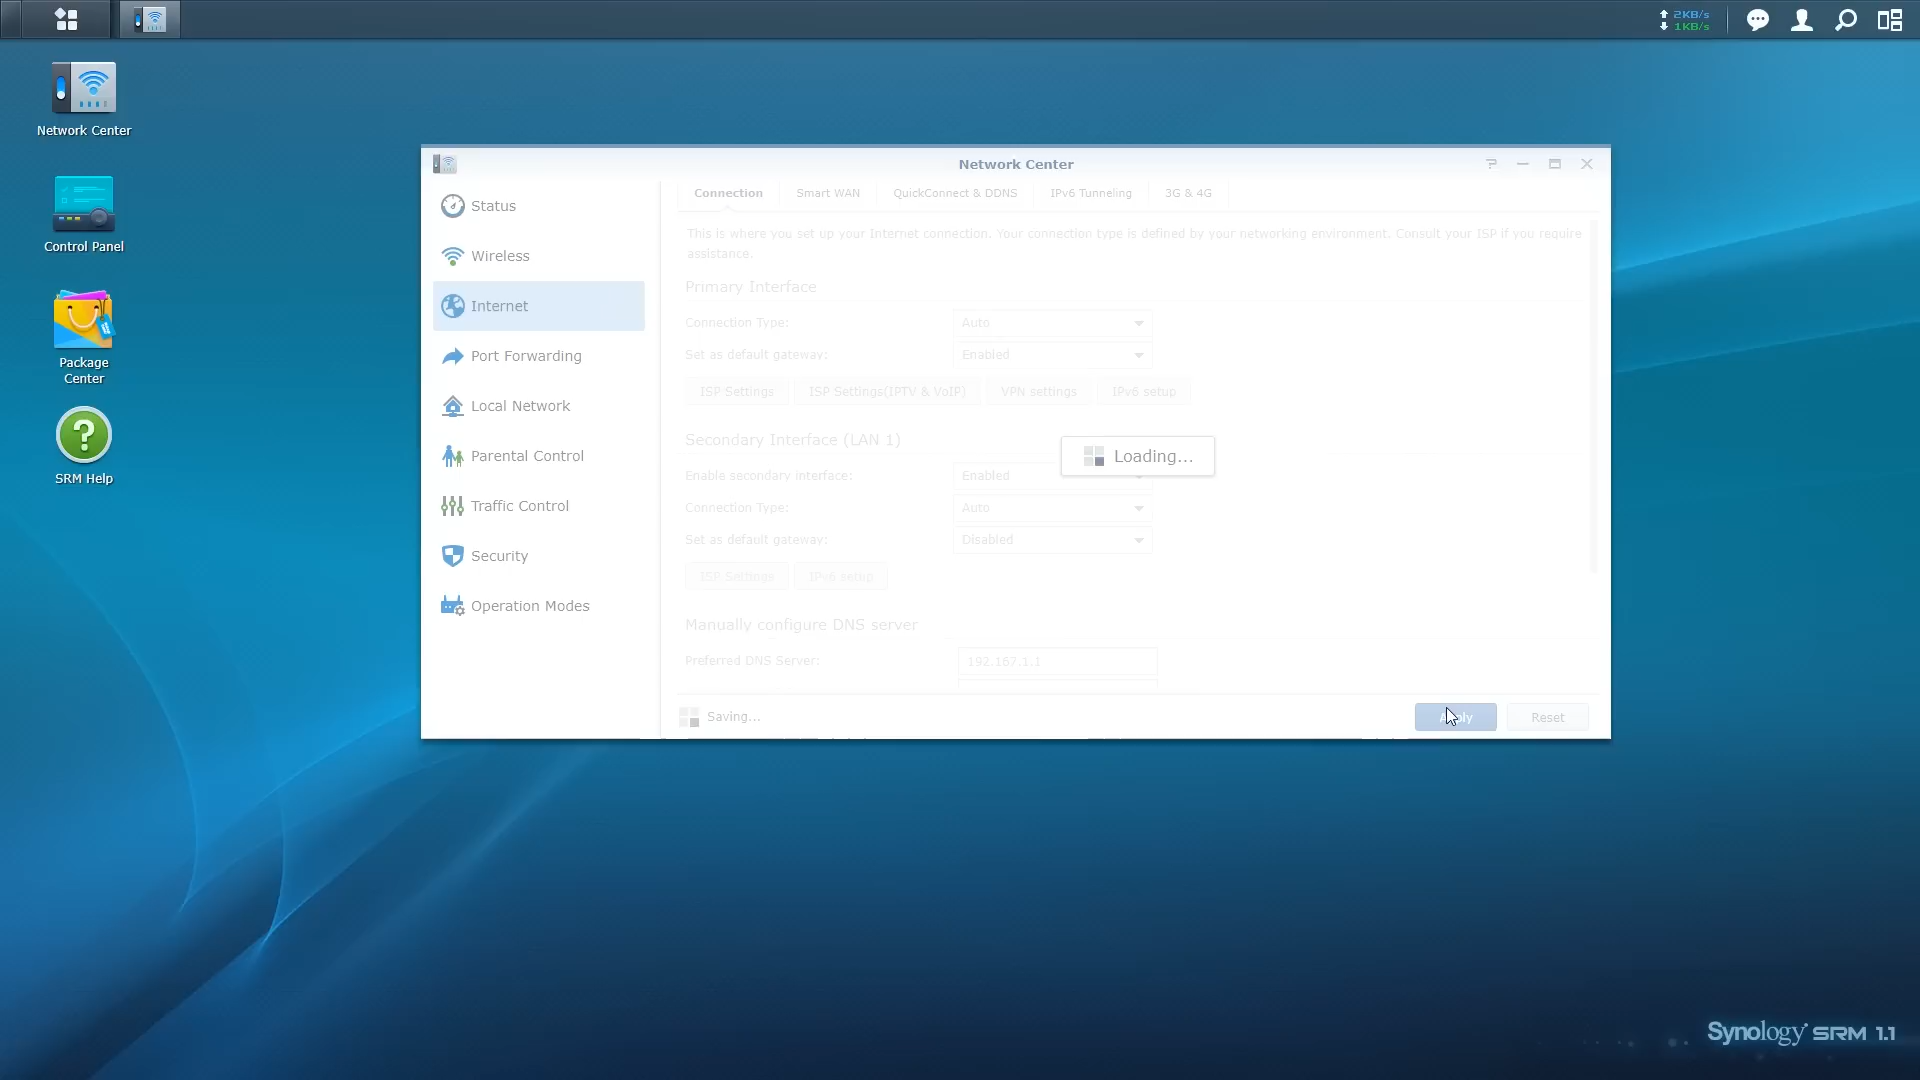 2KB/s
1KB/s
Network Center
Control Panel
Package
Center
SRM Help
Network Center
Status
Wireless
Internet
Port Forwarding
Local Network
Parental Control
Traffic Control
Security
Operation Modes
Connection Smart WAN QuickConnect & DDNS IPv6 Tunneling 3G & 4G
This is where you set up your Internet connection. Your connection type is defined by your networking environment. Consult your ISP if you require
assistance.
Primary Interface
Connection Type: Auto
Set as default gateway: Enabled
ISP Settings ISP Settings(IPTV & VoIP) VPN settings IPv6 setup
Secondary Interface (LAN 1)
Loading...
Enable secondary interface: Enabled
Connection Type: Auto
Set as default gateway: Disabled
ISP Settings IPv6 setup
Manually configure DNS server
Preferred DNS Server: 192.167.1.1
Saving... Apply Reset
Synology SRM 1.1